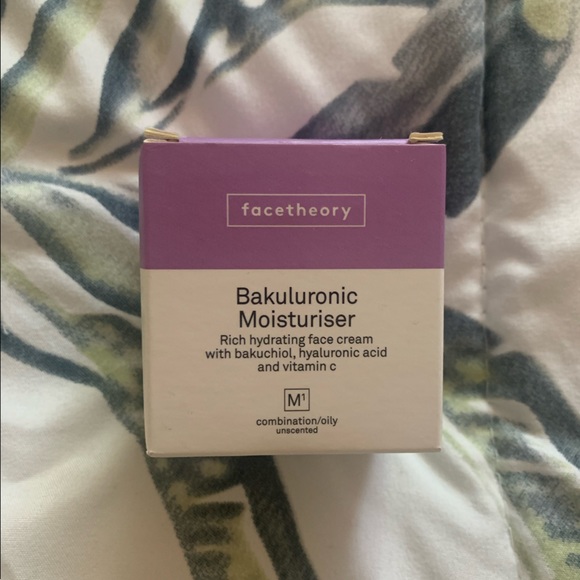 facetheory
Bakuluronic
Moisturiser
Rich hydrating face cream
with bakuchiol, hyaluronic acid
and vitamin c
M¹
combination/oily
unscented